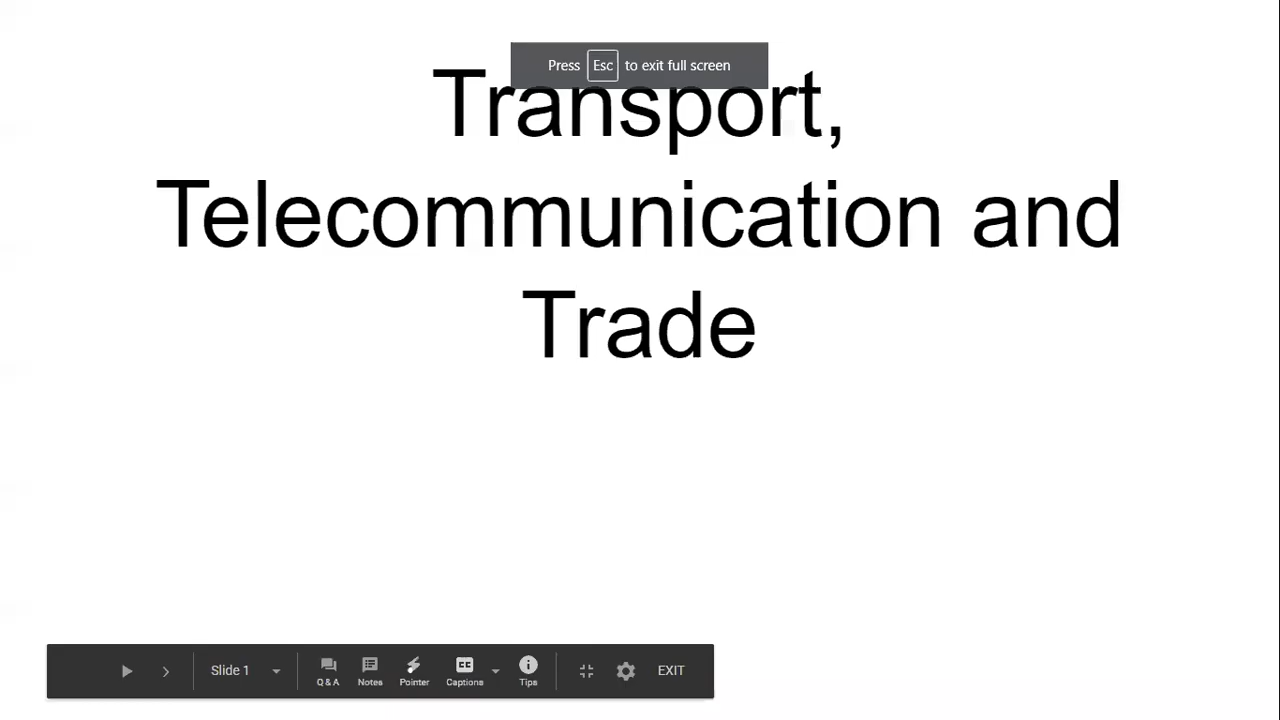 Press Esc to exit full screen
Transport,
Telecommunication and
Trade
Slide 1
Q & A Notes Pointer Captions Tips
EXIT